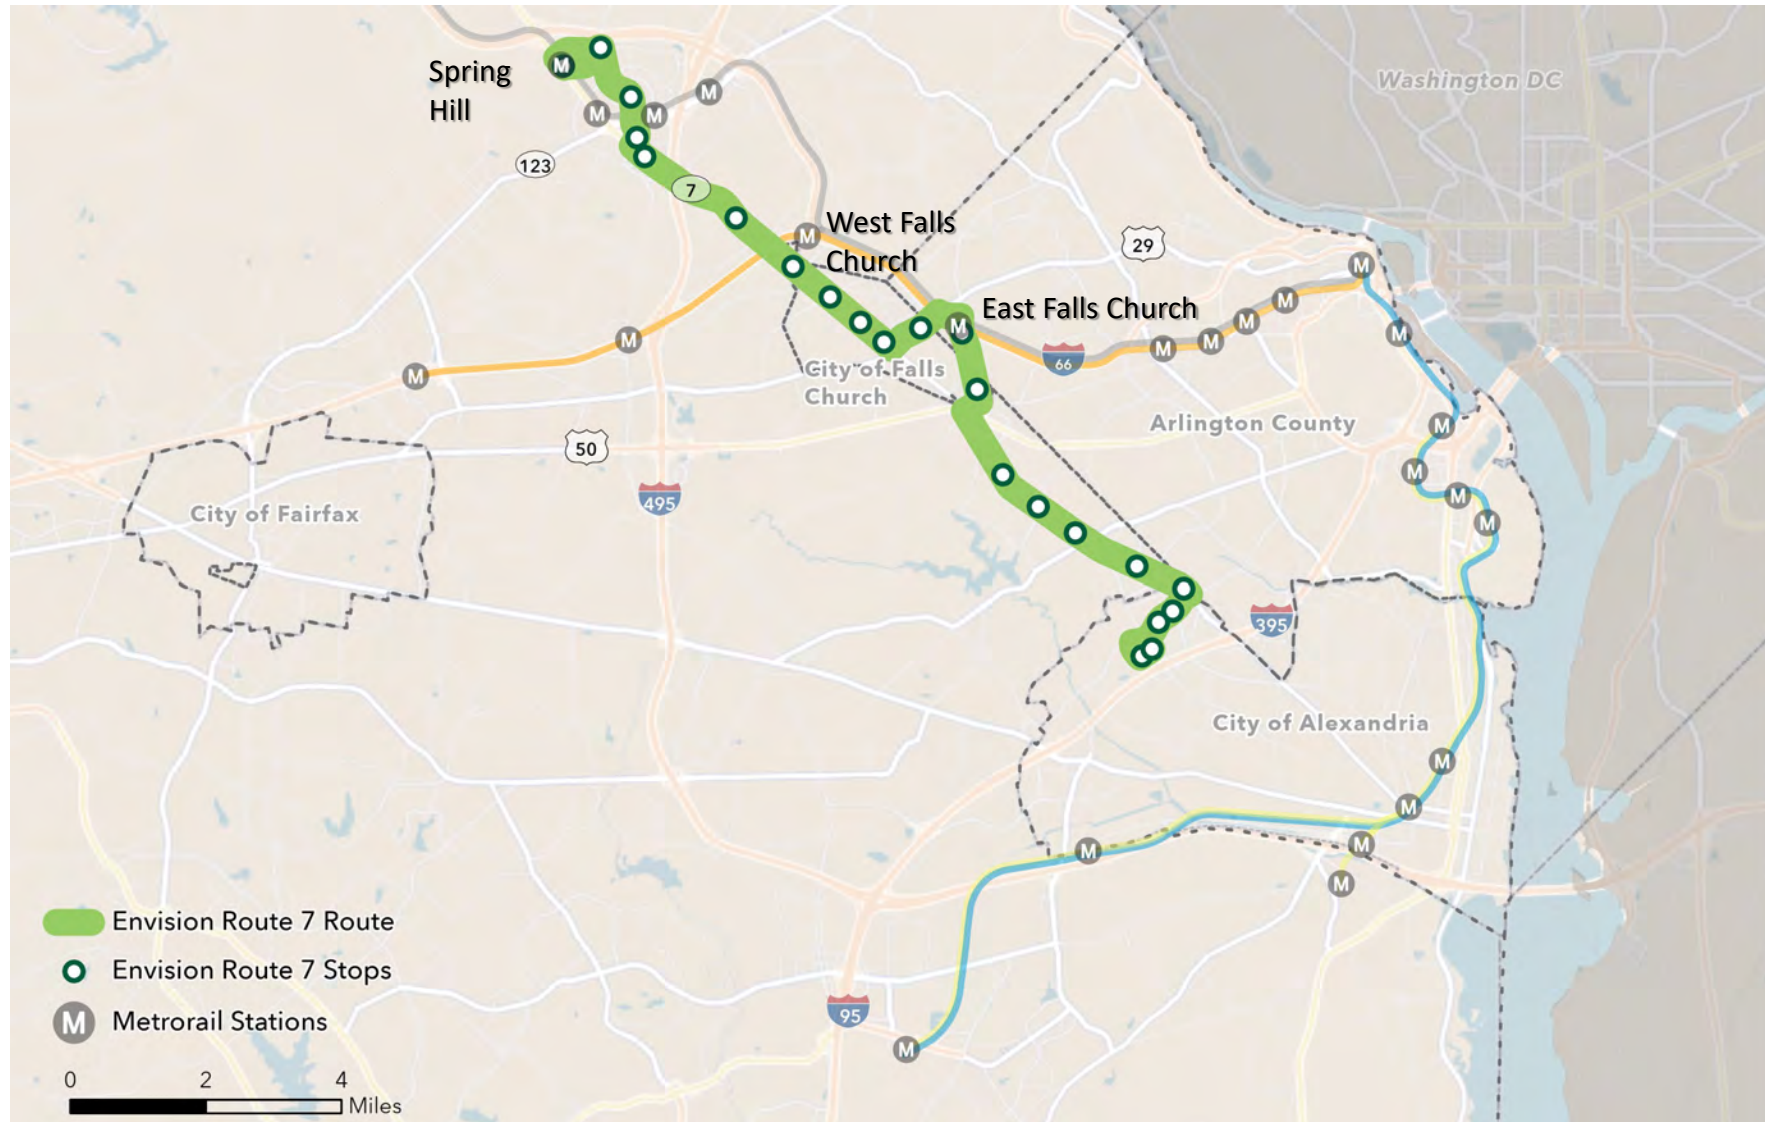 Washington DC
Spring
Hill
M
M
M
M
123
7
M
West Falls
Church
29
M
East Falls Church
M
M
M
M
M
M
66
M
M
City of Falls
Church
Arlington County
M
50
M
M
M
495
City of Fairfax
395
City of Alexandria
M
M
M
M
M
Envision Route 7 Route
Envision Route 7 Stops
M Metrorail Stations
95
M
0 2 4
Miles